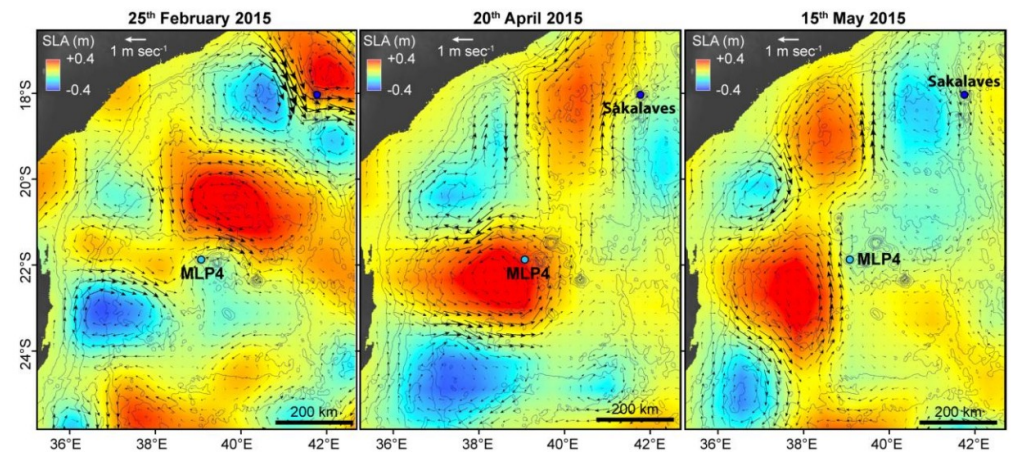 25th February 2015
20th April 2015
15th May 2015
SLA (m)
1 m sec-1
+0.4
-0.4
SLA (m)
1 m sec-1
+0.4
-0.4
SLA (m)
1 m sec-1
+0.4
-0.4
Sakalaves
Sakalaves
18°S
20°S
22°S
24°S
MLP4
MLP4
MLP4
200 km
200 km
200 km
36°E
38°E
40°E
42°E
36°E
38°E
40°E
42°E
36°E
38°E
40°E
42°E